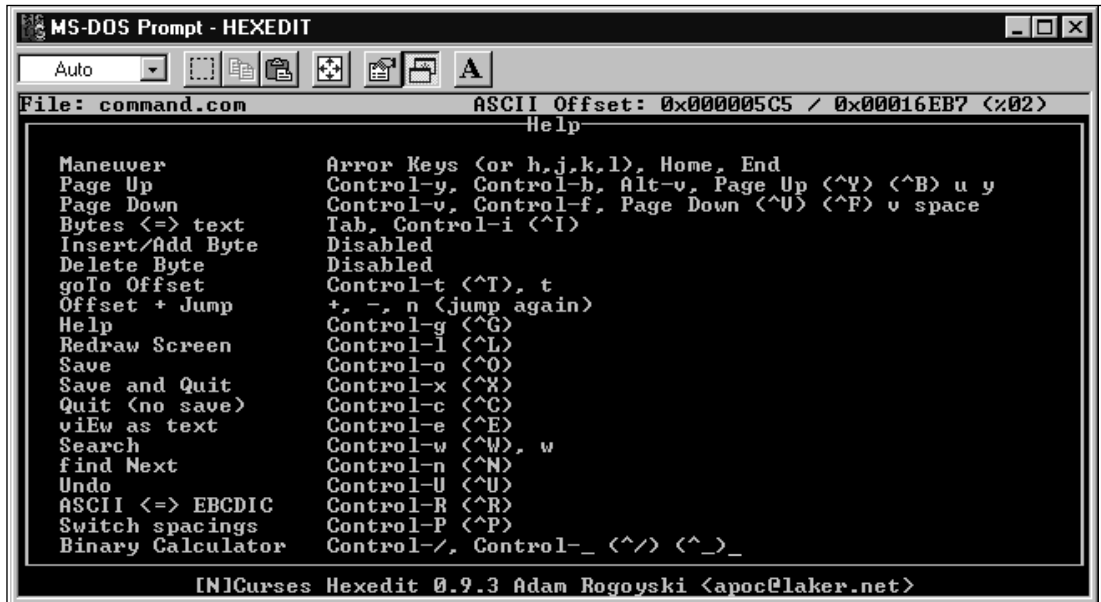 MS-DOS Prompt - HEXEDIT
Auto
A
File: command.com ASCII Offset: 0x000005C5 / 0x00016EB7 (%02)
Help
Maneuver Arror Keys (or h,j,k,l), Home, End
Page Up Control-y, Control-b, Alt-v, Page Up (^Y) (^B) u y
Page Down Control-v, Control-f, Page Down (^V) (^F) v space
Bytes <=> text Tab, Control-i (^I)
Insert/Add Byte Disabled
Delete Byte Disabled
goTo Offset Control-t (^T), t
Offset + Jump +, -, n (jump again)
Help Control-g (^G)
Redraw Screen Control-l (^L)
Save Control-o (^O)
Save and Quit Control-x (^X)
Quit (no save) Control-c (^C)
viEw as text Control-e (^E)
Search Control-w (^W), w
find Next Control-n (^N)
Undo Control-U (^U)
ASCII <=> EBCDIC Control-R (^R)
Switch spacings Control-P (^P)
Binary Calculator Control-/, Control-_ (^/) (^_)_
[N]Curses Hexedit 0.9.3 Adam Rogoyski <apoc@laker.net>